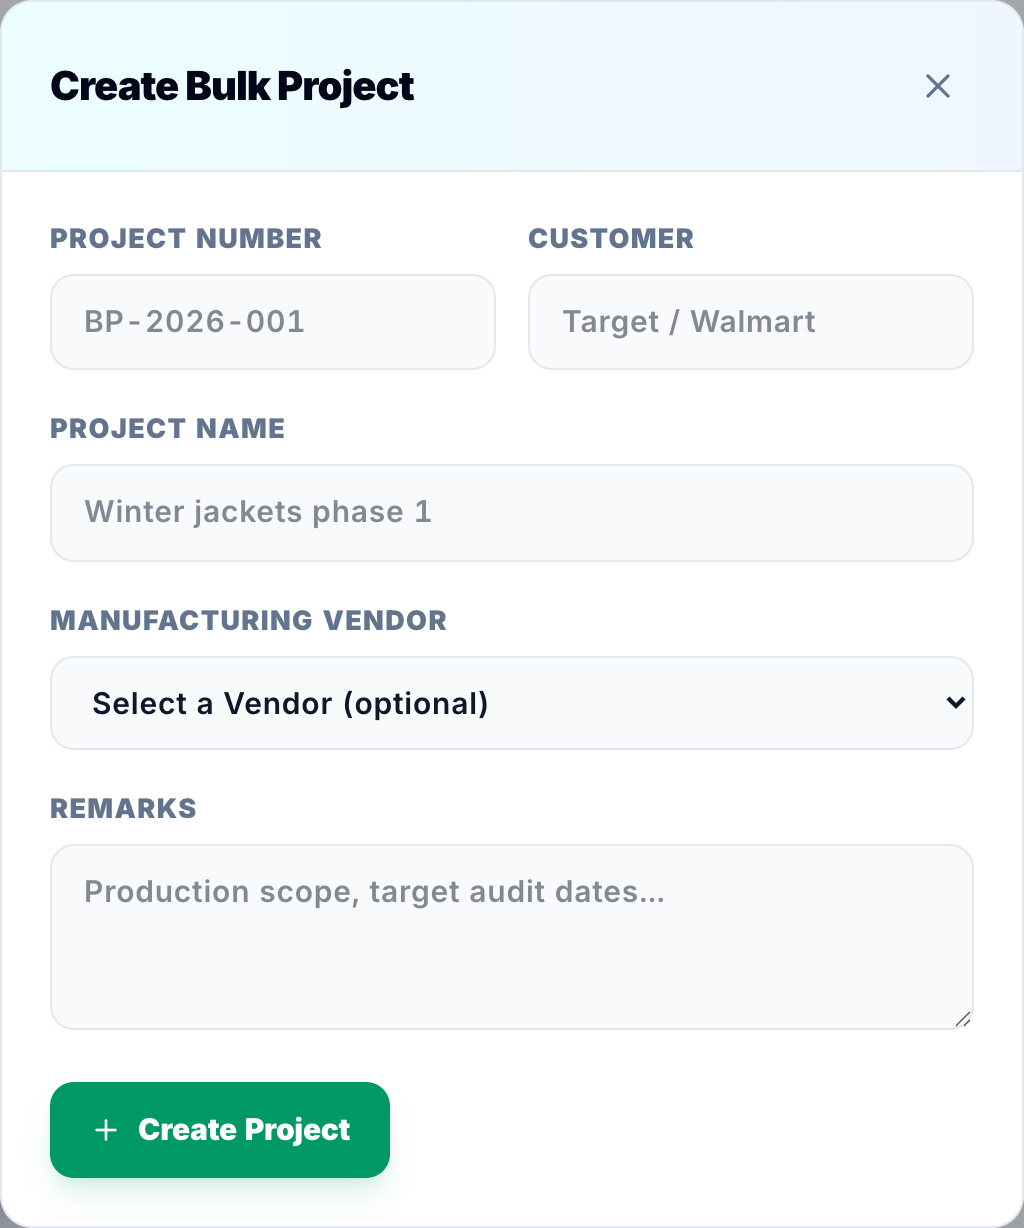 Create Bulk Project
PROJECT NUMBER
CUSTOMER
BP-2026-001
Target / Walmart
PROJECT NAME
Winter jackets phase 1
MANUFACTURING VENDOR
Select a Vendor (optional)
REMARKS
Production scope, target audit dates...
Create Project